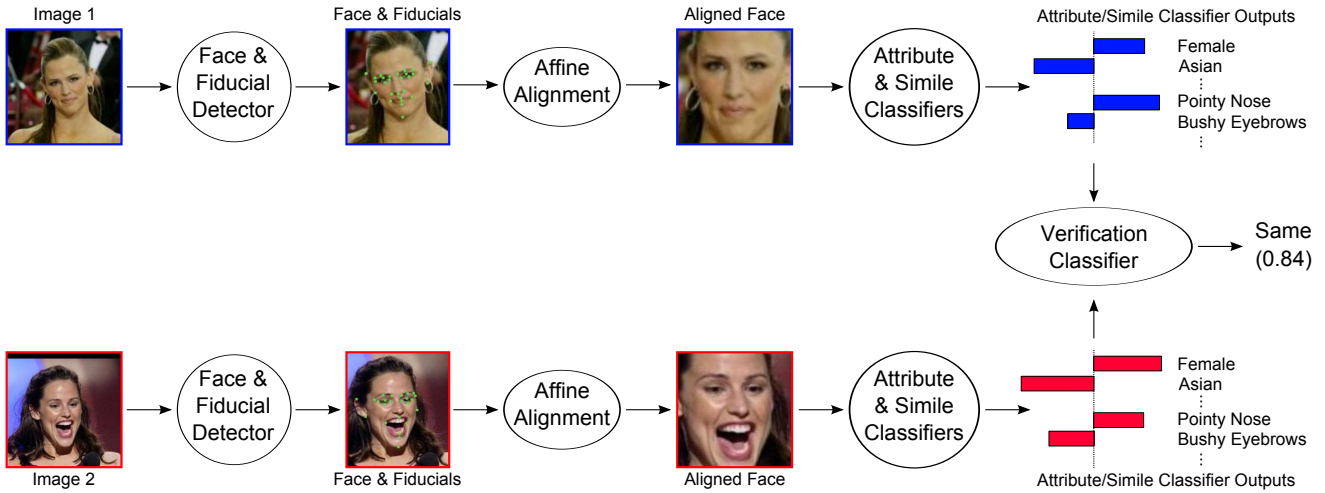 Image 1
Face & Fiducials
Aligned Face
Attribute/Simile Classifier Outputs
Face &
Fiducial
Detector
Affine
Alignment
Attribute
& Simile
Classifiers
Female
Asian
Pointy Nose
Bushy Eyebrows
Verification
Classifier
Same
(0.84)
Face &
Fiducial
Detector
Affine
Alignment
Attribute
& Simile
Classifiers
Female
Asian
Pointy Nose
Bushy Eyebrows
Image 2
Face & Fiducials
Aligned Face
Attribute/Simile Classifier Outputs